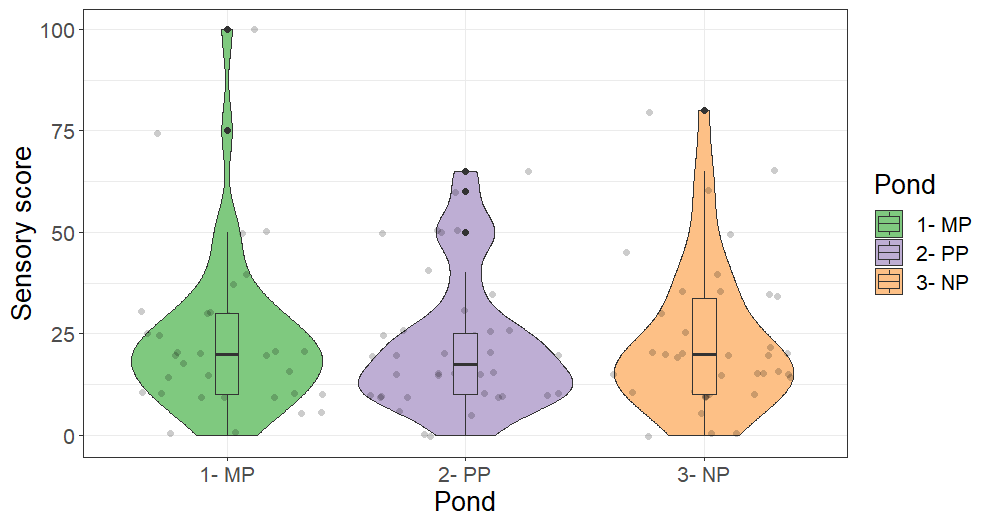 Sensory score
100
75
50
25
0
1- MP
2- PP
3- NP
Pond
Pond
1- MP
2- PP
3- NP